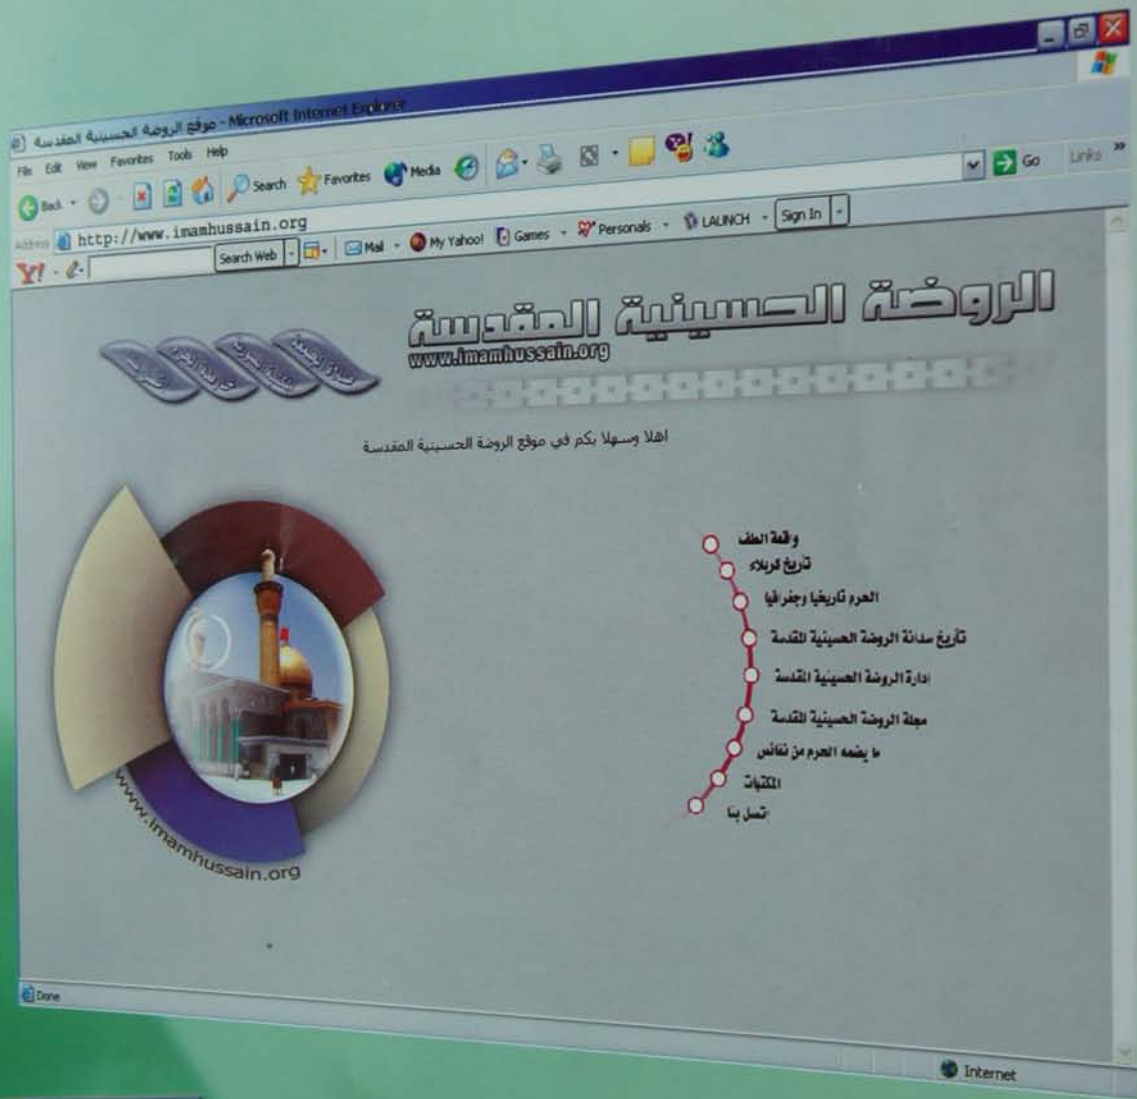 موقع الروضة الحسينية المقدسة - Microsoft Internet Explorer
File Edit View Favorites Tools Help
Back Search Favorites Media
Address http://www.imamhussain.org Go Links »
Y! Search Web Mail My Yahoo! Games Personals LAUNCH Sign In
الروضة الحسينية المقدسة
www.imamhussain.org
اهلا وسهلا بكم في موقع الروضة الحسينية المقدسة
واقعة الطف
تأريخ كربلاء
الحرم تاريخيا وجغرافيا
تأريخ سدانة الروضة الحسينية المقدسة
ادارة الروضة الحسينية المقدسة
مجلة الروضة الحسينية المقدسة
ما يضمه الحرم من نفائس
المكتبات
اتصل بنا
www.imamhussain.org
Done
Internet